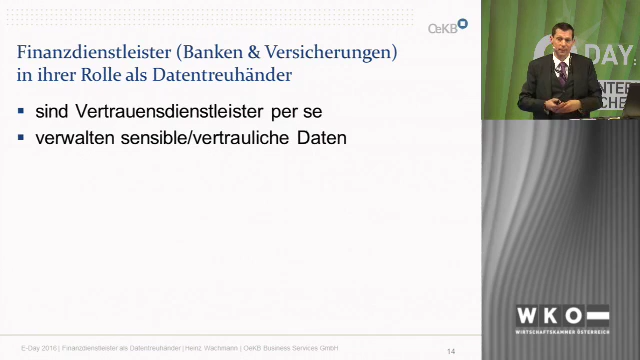 OeKB
Finanzdienstleister (Banken & Versicherungen)
in ihrer Rolle als Datentreuhänder
sind Vertrauensdienstleister per se
verwalten sensible/vertrauliche Daten
E-Day 2016 | Finanzdienstleister als Datentreuhänder | Heinz Wachmann | OeKB Business Services GmbH
14
DAY:
WKO
WIRTSCHAFTSKAMMER ÖSTERREICH